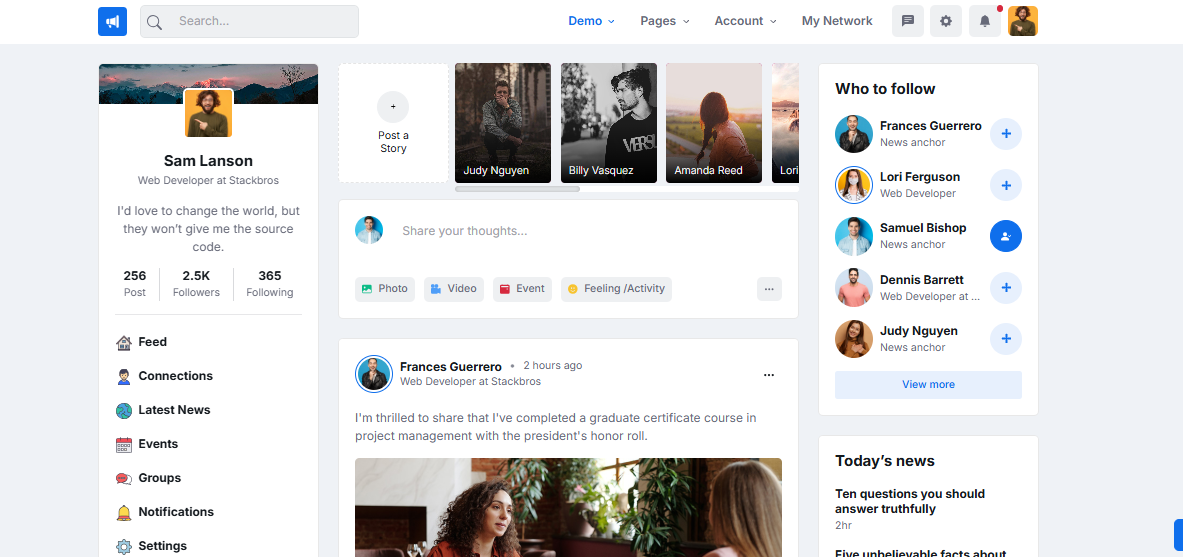 Search...
Demo
Pages
Account
My Network
Sam Lanson
Web Developer at Stackbros
I'd love to change the world, but
they won't give me the source
code.
256
Post
2.5K
Followers
365
Following
Feed
Connections
Latest News
Events
Groups
Notifications
Settings
+
Post a
Story
Judy Nguyen
Billy Vasquez
Amanda Reed
Lori
Share your thoughts...
Photo
Video
Event
Feeling /Activity
...
Frances Guerrero • 2 hours ago
Web Developer at Stackbros
...
I'm thrilled to share that I've completed a graduate certificate course in
project management with the president's honor roll.
Who to follow
Frances Guerrero
News anchor
Lori Ferguson
Web Developer
Samuel Bishop
News anchor
Dennis Barrett
Web Developer at ...
Judy Nguyen
News anchor
View more
Today's news
Ten questions you should
answer truthfully
2hr
Five unbelievable facts about